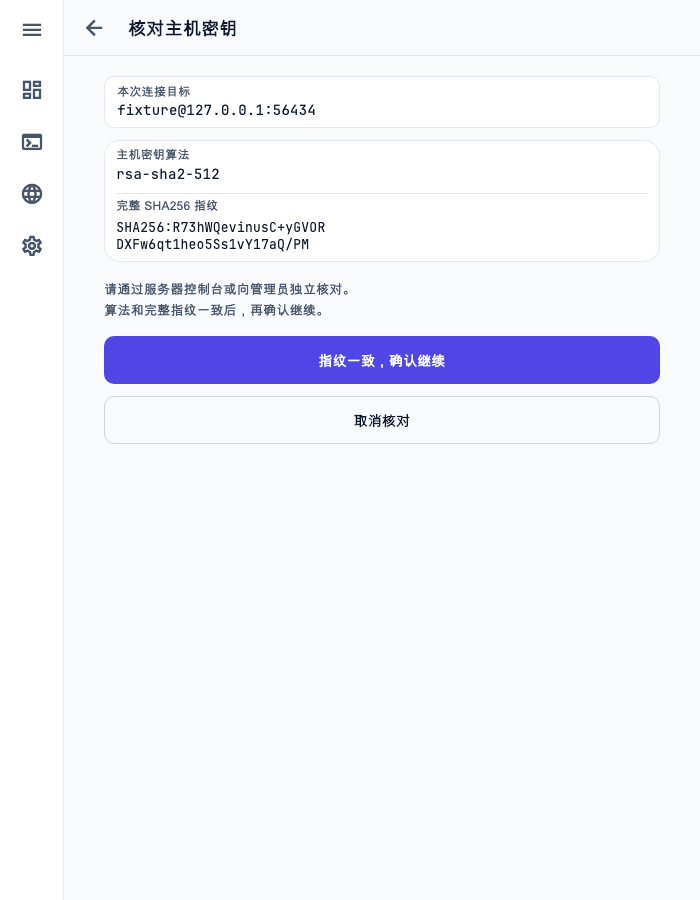 核对主机密钥
本次连接目标
fixture@127.0.0.1:56434
主机密钥算法
rsa-sha2-512
完整 SHA256 指纹
SHA256:R73hWQevinusC+yGVOR
DXFw6qt1heo5Ss1vY17aQ/PM
请通过服务器控制台或向管理员独立核对。
算法和完整指纹一致后，再确认继续。
指纹一致，确认继续
取消核对